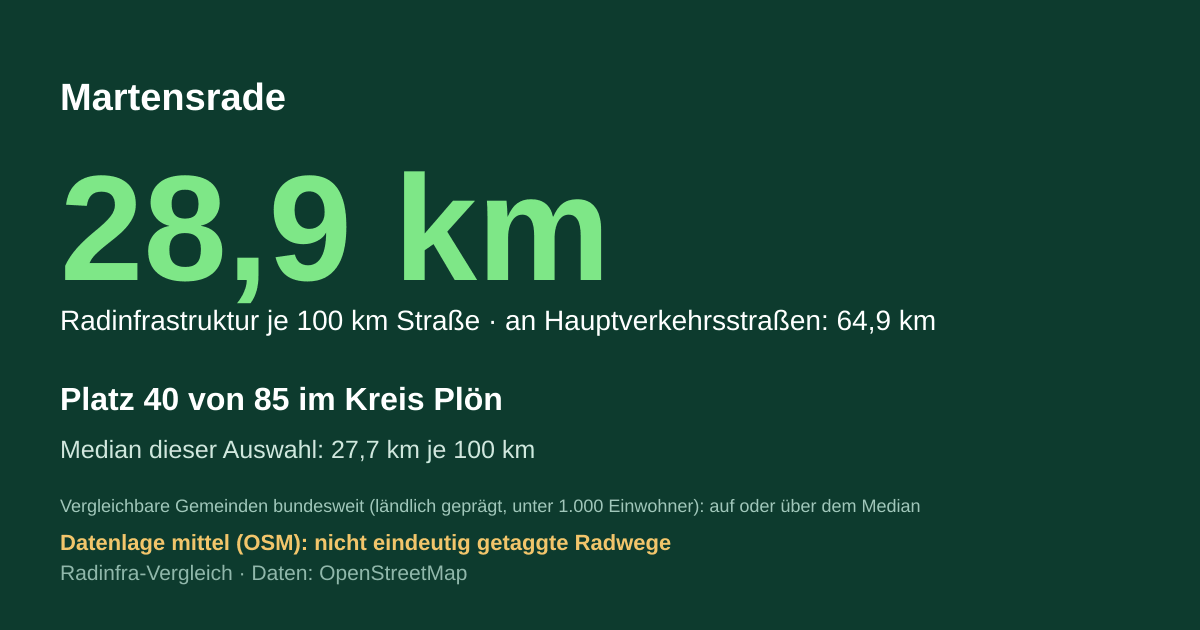 Martensrade
28,9 km
Radinfrastruktur je 100 km Straße · an Hauptverkehrsstraßen: 64,9 km
Platz 40 von 85 im Kreis Plön
Median dieser Auswahl: 27,7 km je 100 km
Vergleichbare Gemeinden bundesweit (ländlich geprägt, unter 1.000 Einwohner): auf oder über dem Median
Datenlage mittel (OSM): nicht eindeutig getaggte Radwege
Radinfra-Vergleich · Daten: OpenStreetMap